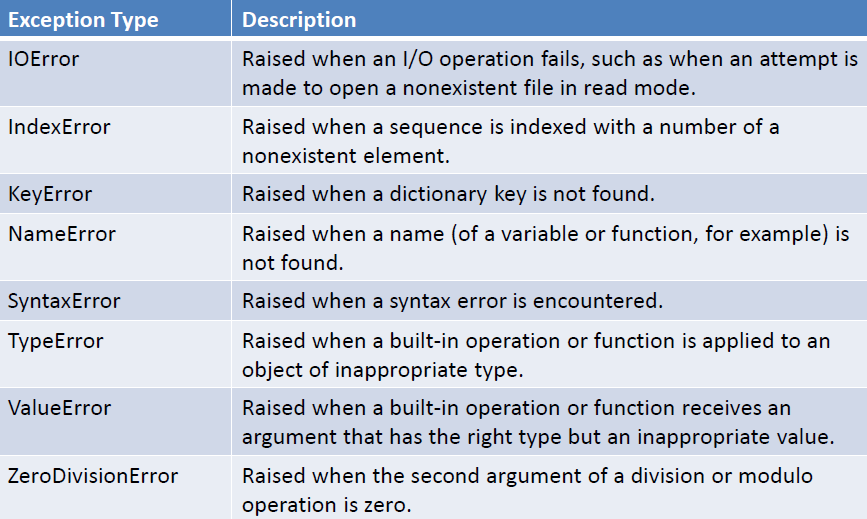 Exception Type Description
IOError Raised when an I/O operation fails, such as when an attempt is
made to open a nonexistent file in read mode.
IndexError Raised when a sequence is indexed with a number of a
nonexistent element.
KeyError Raised when a dictionary key is not found.
NameError Raised when a name (of a variable or function, for example) is
not found.
SyntaxError Raised when a syntax error is encountered.
TypeError Raised when a built-in operation or function is applied to an
object of inappropriate type.
ValueError Raised when a built-in operation or function receives an
argument that has the right type but an inappropriate value.
ZeroDivisionError Raised when the second argument of a division or modulo
operation is zero.